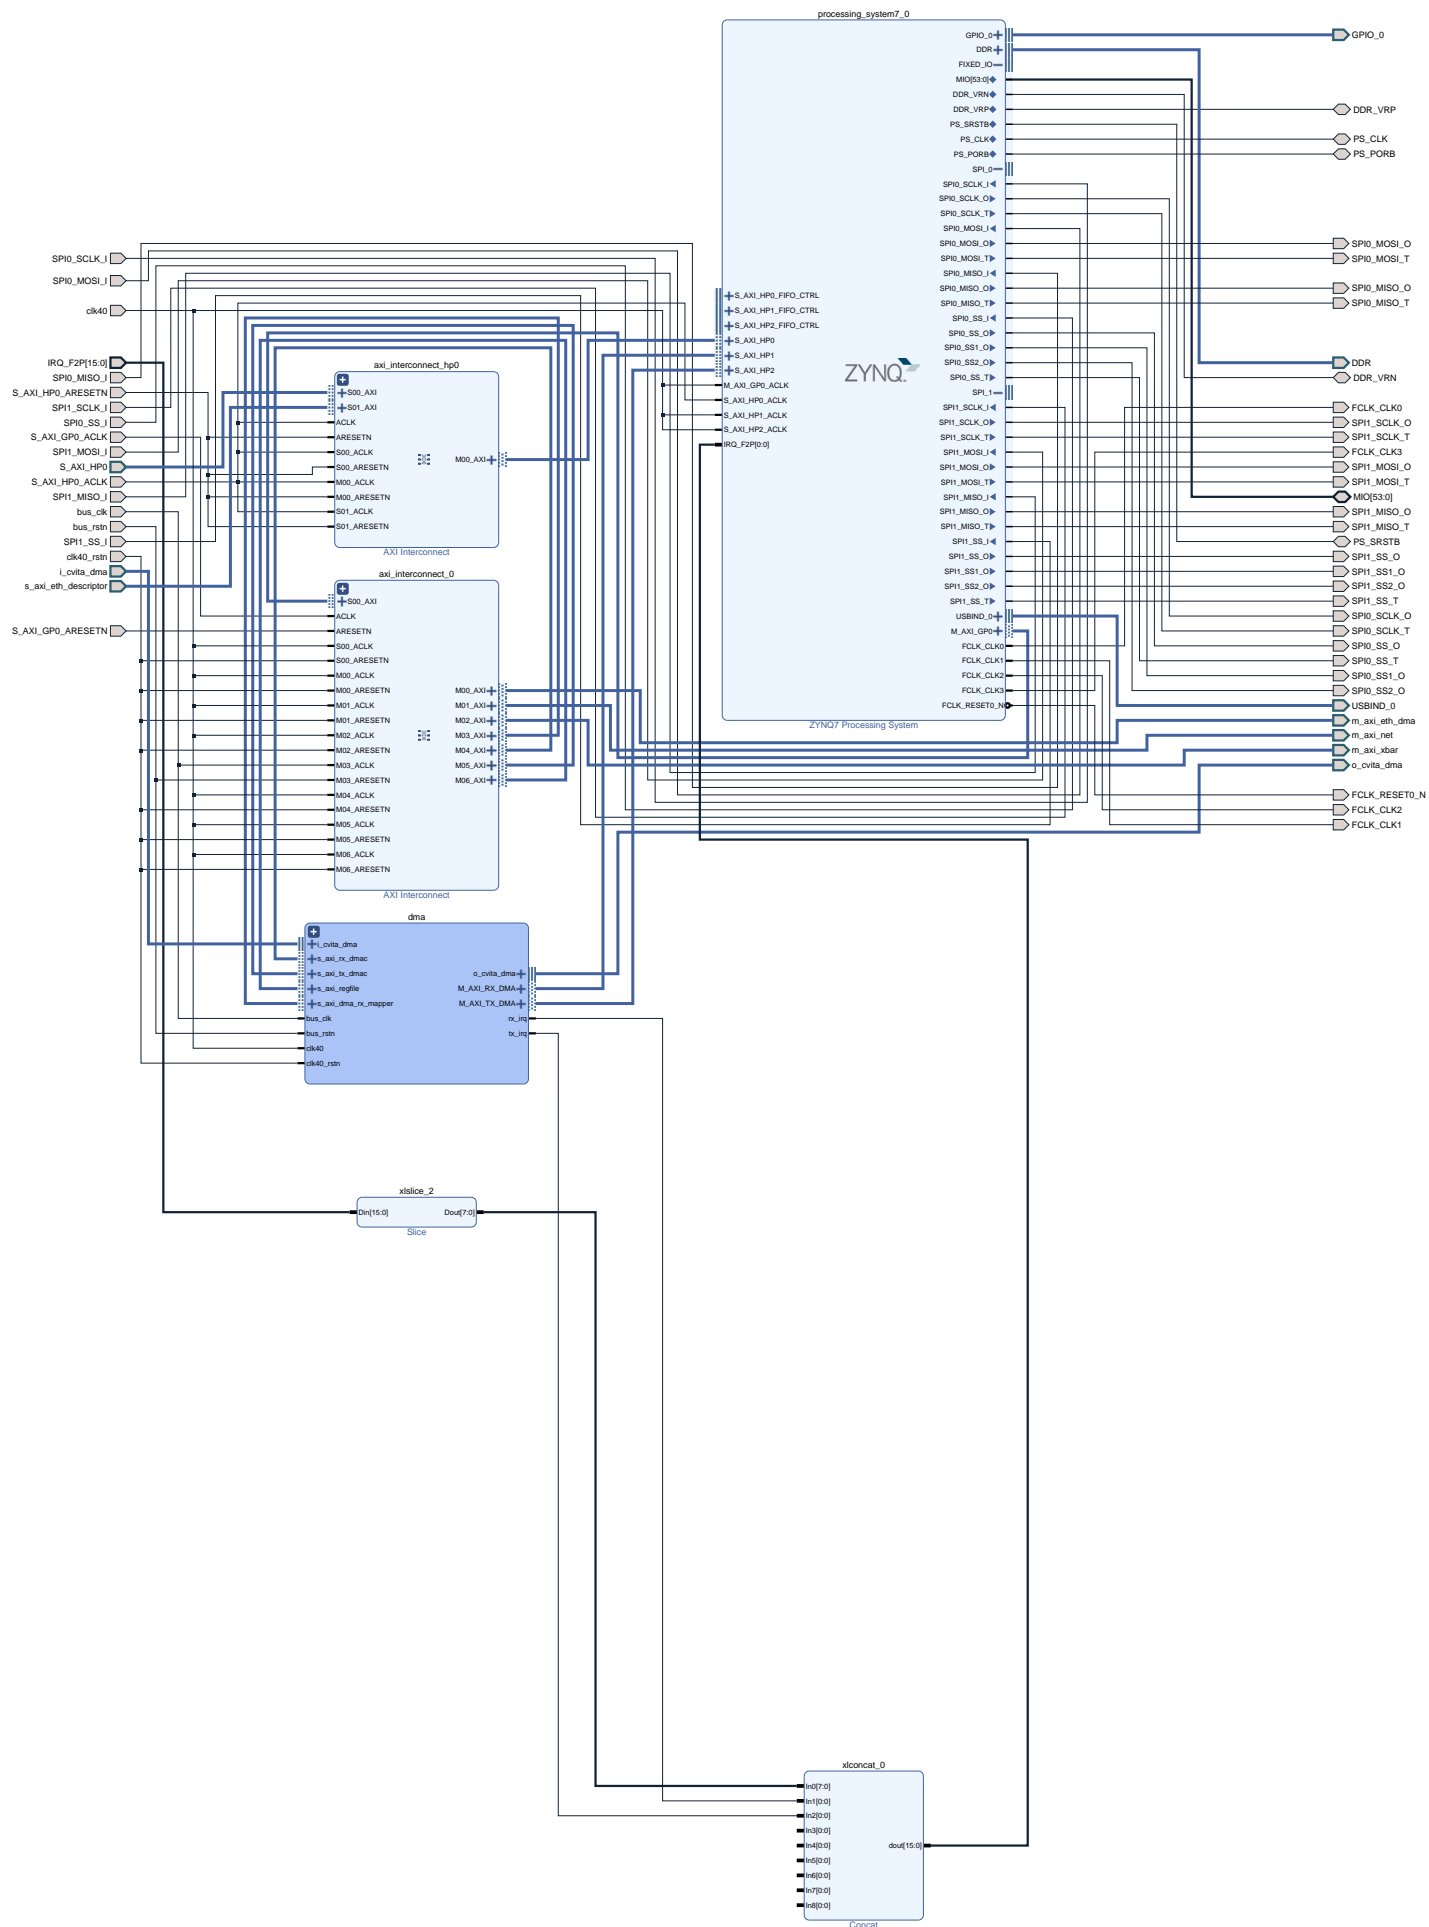 processing_system7_0
GPIO_0
DDR
FIXED_IO
MIO[53:0]
DDR_VRN
DDR_VRP
PS_SRSTB
PS_CLK
PS_PORB
SPI_0
SPI0_SCLK_I
SPI0_SCLK_O
SPI0_SCLK_T
SPI0_MOSI_I
SPI0_MOSI_O
SPI0_MOSI_T
SPI0_MISO_I
SPI0_MISO_O
SPI0_MISO_T
SPI0_SS_I
SPI0_SS_O
SPI0_SS1_O
SPI0_SS2_O
SPI0_SS_T
SPI_1
SPI1_SCLK_I
SPI1_SCLK_O
SPI1_SCLK_T
SPI1_MOSI_I
SPI1_MOSI_O
SPI1_MOSI_T
SPI1_MISO_I
SPI1_MISO_O
SPI1_MISO_T
SPI1_SS_I
SPI1_SS_O
SPI1_SS1_O
SPI1_SS2_O
SPI1_SS_T
USBIND_0
M_AXI_GP0
FCLK_CLK0
FCLK_CLK1
FCLK_CLK2
FCLK_CLK3
FCLK_RESET0_N
S_AXI_HP0_FIFO_CTRL
S_AXI_HP1_FIFO_CTRL
S_AXI_HP2_FIFO_CTRL
S_AXI_HP0
S_AXI_HP1
S_AXI_HP2
M_AXI_GP0_ACLK
S_AXI_HP0_ACLK
S_AXI_HP1_ACLK
S_AXI_HP2_ACLK
IRQ_F2P[0:0]
ZYNQ
ZYNQ7 Processing System
SPI0_SCLK_I
SPI0_MOSI_I
clk40
IRQ_F2P[15:0]
SPI0_MISO_I
S_AXI_HP0_ARESETN
SPI1_SCLK_I
SPI0_SS_I
S_AXI_GP0_ACLK
SPI1_MOSI_I
S_AXI_HP0
S_AXI_HP0_ACLK
SPI1_MISO_I
bus_clk
bus_rstn
SPI1_SS_I
clk40_rstn
i_cvita_dma
s_axi_eth_descriptor
S_AXI_GP0_ARESETN
axi_interconnect_hp0
S00_AXI
S01_AXI
ACLK
ARESETN
S00_ACLK
S00_ARESETN
M00_ACLK
M00_ARESETN
S01_ACLK
S01_ARESETN
M00_AXI
AXI Interconnect
axi_interconnect_0
S00_AXI
ACLK
ARESETN
S00_ACLK
S00_ARESETN
M00_ACLK
M00_ARESETN
M01_ACLK
M01_ARESETN
M02_ACLK
M02_ARESETN
M03_ACLK
M03_ARESETN
M04_ACLK
M04_ARESETN
M05_ACLK
M05_ARESETN
M06_ACLK
M06_ARESETN
M00_AXI
M01_AXI
M02_AXI
M03_AXI
M04_AXI
M05_AXI
M06_AXI
AXI Interconnect
dma
i_cvita_dma
s_axi_rx_dmac
s_axi_tx_dmac
s_axi_regfile
s_axi_dma_rx_mapper
bus_clk
bus_rstn
clk40
clk40_rstn
o_cvita_dma
M_AXI_RX_DMA
M_AXI_TX_DMA
rx_irq
tx_irq
xlslice_2
Din[15:0]
Dout[7:0]
Slice
xlconcat_0
In0[7:0]
In1[0:0]
In2[0:0]
In3[0:0]
In4[0:0]
In5[0:0]
In6[0:0]
In7[0:0]
In8[0:0]
dout[15:0]
Concat
GPIO_0
DDR_VRP
PS_CLK
PS_PORB
SPI0_MOSI_O
SPI0_MOSI_T
SPI0_MISO_O
SPI0_MISO_T
DDR
DDR_VRN
FCLK_CLK0
SPI1_SCLK_O
SPI1_SCLK_T
FCLK_CLK3
SPI1_MOSI_O
SPI1_MOSI_T
MIO[53:0]
SPI1_MISO_O
SPI1_MISO_T
PS_SRSTB
SPI1_SS_O
SPI1_SS1_O
SPI1_SS2_O
SPI1_SS_T
SPI0_SCLK_O
SPI0_SCLK_T
SPI0_SS_O
SPI0_SS_T
SPI0_SS1_O
SPI0_SS2_O
USBIND_0
m_axi_eth_dma
m_axi_net
m_axi_xbar
o_cvita_dma
FCLK_RESET0_N
FCLK_CLK2
FCLK_CLK1